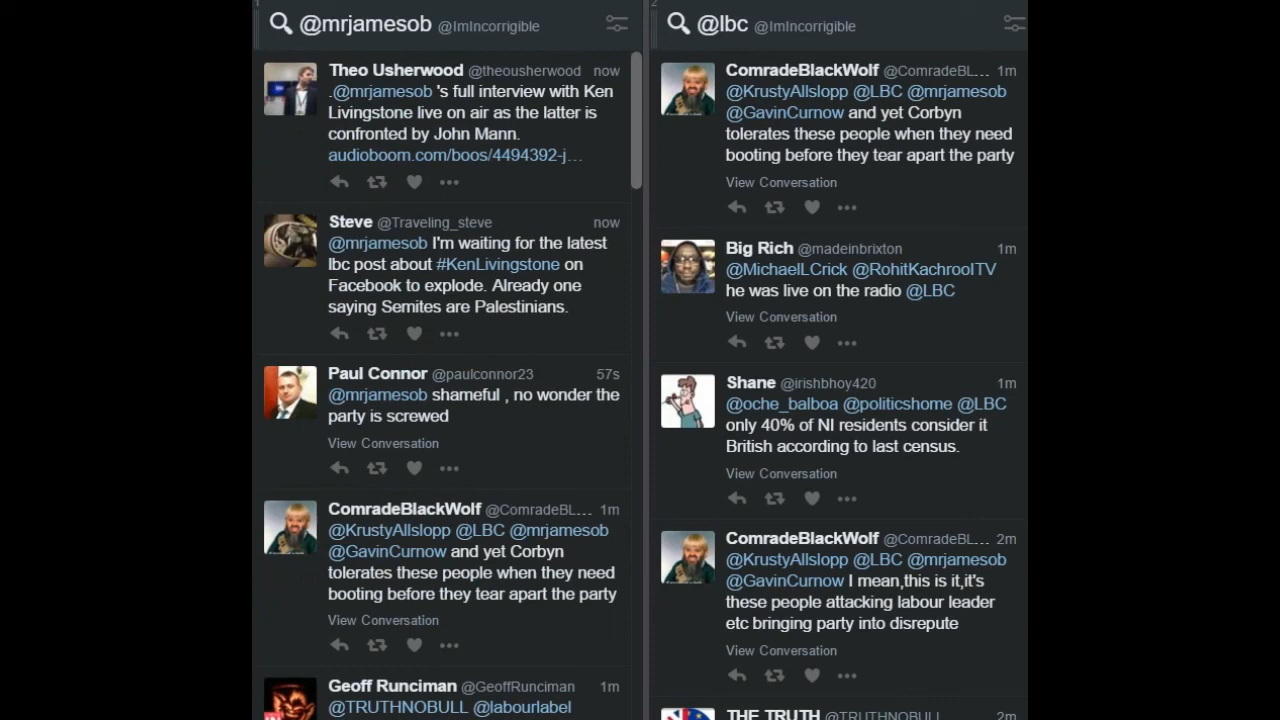 1
@mrjamesob @ImIncorrigible
Theo Usherwood @theousherwood now
.@mrjamesob 's full interview with Ken
Livingstone live on air as the latter is
confronted by John Mann.
audioboom.com/boos/4494392-j…
Steve @Traveling_steve now
@mrjamesob I'm waiting for the latest
lbc post about #KenLivingstone on
Facebook to explode. Already one
saying Semites are Palestinians.
Paul Connor @paulconnor23 57s
@mrjamesob shameful , no wonder the
party is screwed
View Conversation
ComradeBlackWolf @ComradeBL… 1m
@KrustyAllslopp @LBC @mrjamesob
@GavinCurnow and yet Corbyn
tolerates these people when they need
booting before they tear apart the party
View Conversation
Geoff Runciman @GeoffRunciman 1m
@TRUTHNOBULL @labourlabel
2
@lbc @ImIncorrigible
ComradeBlackWolf @ComradeBL… 1m
@KrustyAllslopp @LBC @mrjamesob
@GavinCurnow and yet Corbyn
tolerates these people when they need
booting before they tear apart the party
View Conversation
Big Rich @madeinbrixton 1m
@MichaelLCrick @RohitKachrooITV
he was live on the radio @LBC
View Conversation
Shane @irishbhoy420 1m
@oche_balboa @politicshome @LBC
only 40% of NI residents consider it
British according to last census.
View Conversation
ComradeBlackWolf @ComradeBL… 2m
@KrustyAllslopp @LBC @mrjamesob
@GavinCurnow I mean,this is it,it's
these people attacking labour leader
etc bringing party into disrepute
View Conversation
THE TRUTH @TRUTHNOBULL 2m